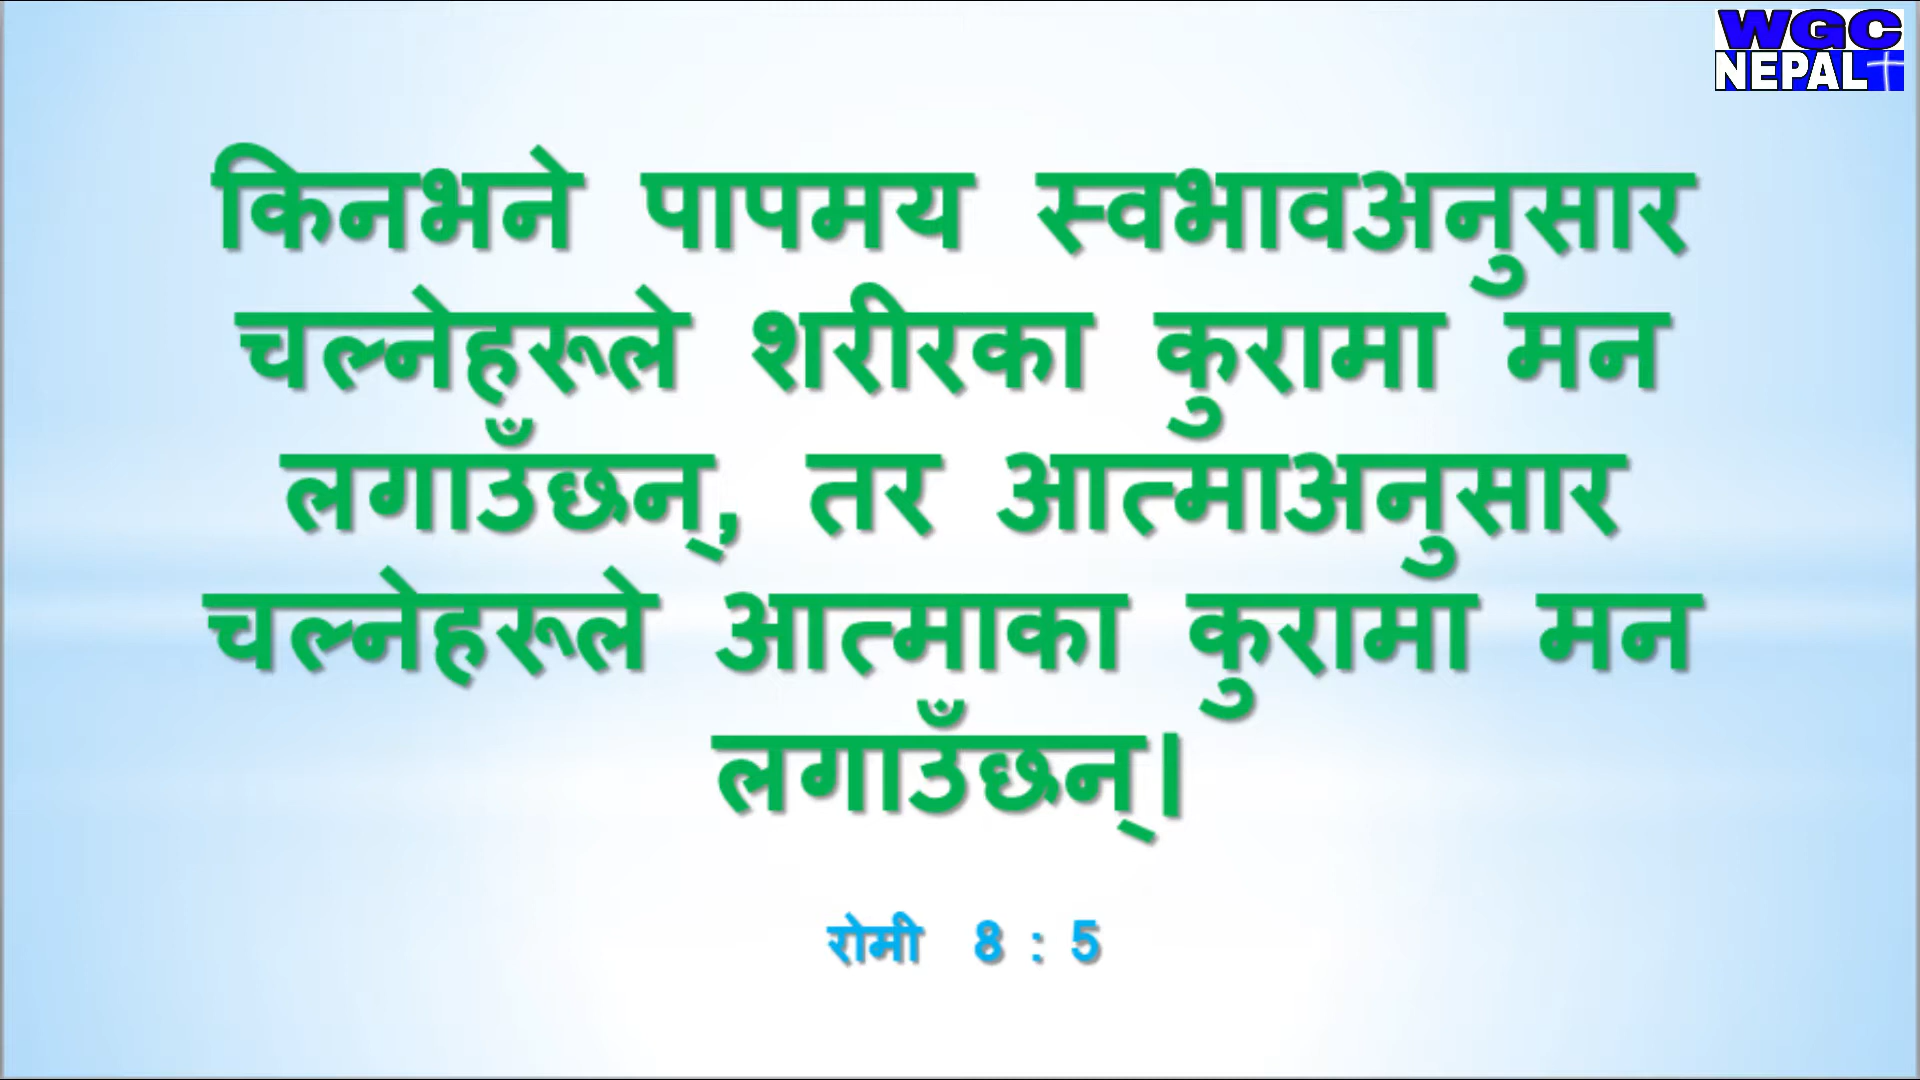 WGC
NEPAL
किनभने पापमय स्वभावअनुसार
चल्नेहरूले शरीरका कुरामा मन
लगाउँछन्, तर आत्माअनुसार
चल्नेहरूले आत्माका कुरामा मन
लगाउँछन्।
रोमी 8 : 5